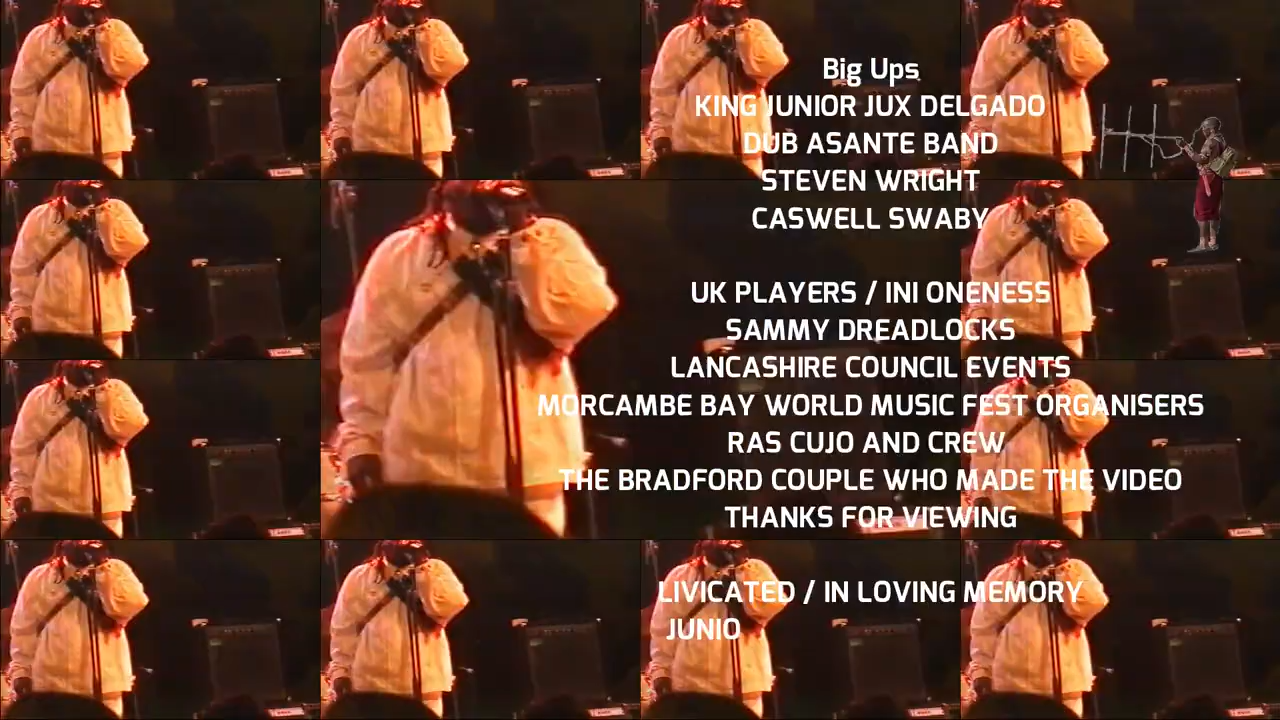 Big Ups
KING JUNIOR JUX DELGADO
DUB ASANTE BAND
STEVEN WRIGHT
CASWELL SWABY
UK PLAYERS / INI ONENESS
SAMMY DREADLOCKS
LANCASHIRE COUNCIL EVENTS
MORCAMBE BAY WORLD MUSIC FEST ORGANISERS
RAS CUJO AND CREW
THE BRADFORD COUPLE WHO MADE THE VIDEO
THANKS FOR VIEWING
LIVICATED / IN LOVING MEMORY
JUNIO